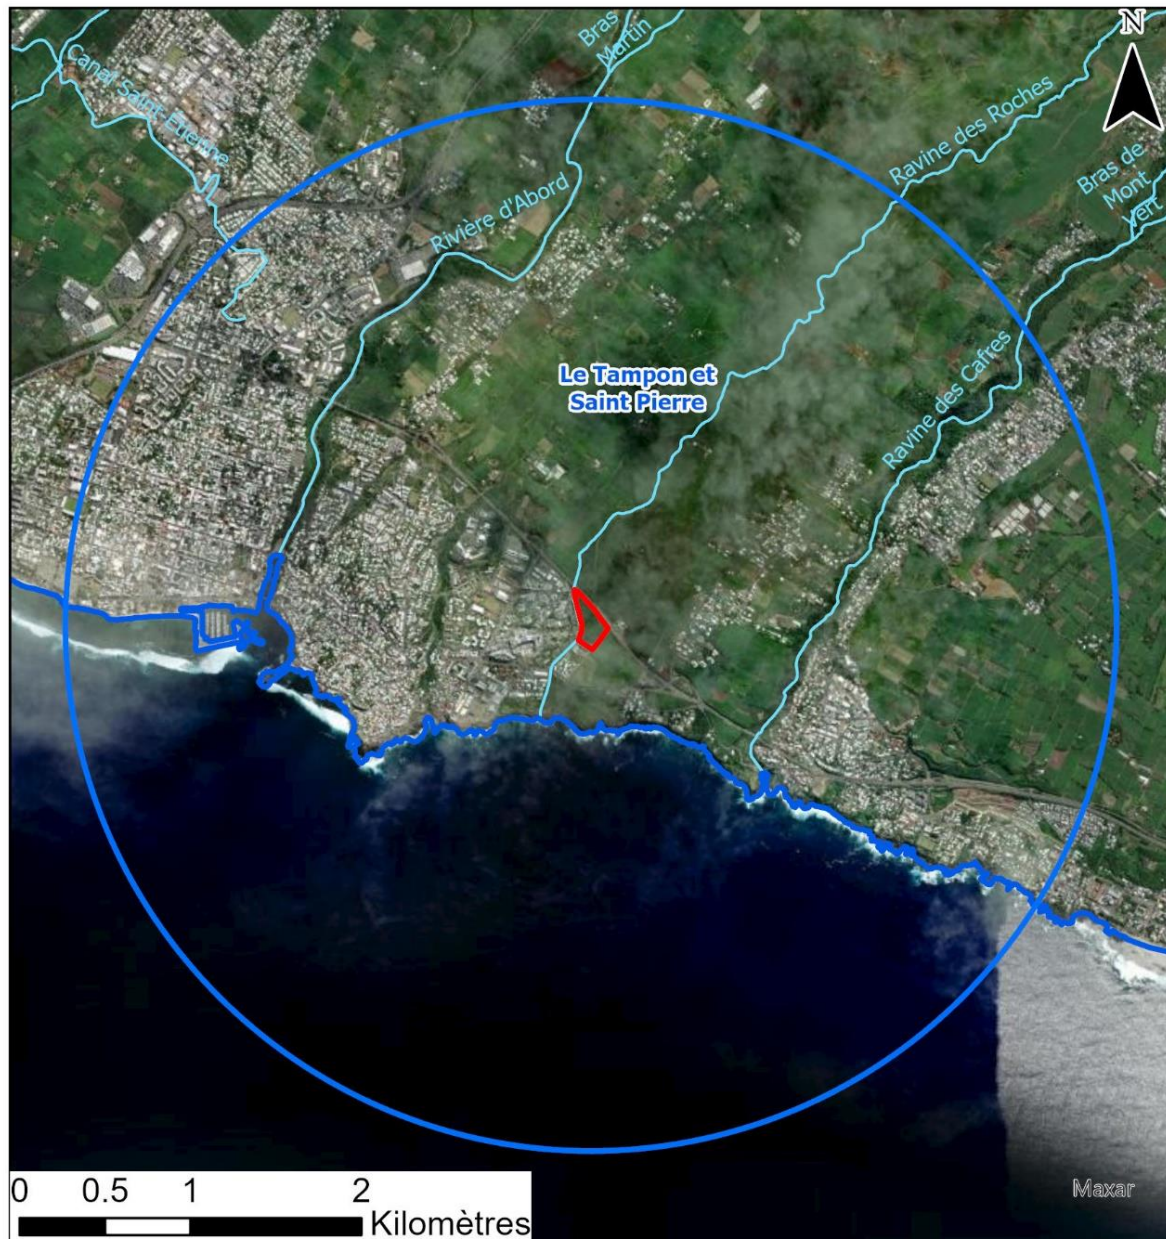 N
Bras
Martin
Canal Saint-Étienne
Ravine des Roches
Bras de
Mont
Vert
Rivière d'Abord
Ravine des Cafres
Le Tampon et
Saint Pierre
Maxar
0 0.5 1 2
Kilomètres